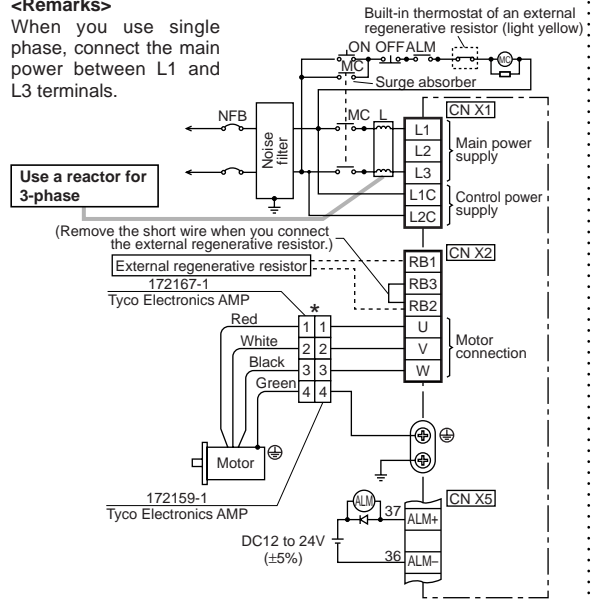 <Remarks>
When you use single
phase, connect the main
power between L1 and
L3 terminals.
Built-in thermostat of an external
regenerative resistor (light yellow)
ON OFF ALM
MC
MC
Surge absorber
NFB
Noise
filter
MC L
CN X1
L1
L2
L3
L1C
L2C
Main power
supply
Control power
supply
Use a reactor for
3-phase
(Remove the short wire when you connect
the external regenerative resistor.)
External regenerative resistor
CN X2
RB1
RB3
RB2
U
V
W
Motor
connection
172167-1
Tyco Electronics AMP
*
Red
White
Black
Green
1 1
2 2
3 3
4 4
Motor
172159-1
Tyco Electronics AMP
CN X5
ALM
37
ALM+
DC12 to 24V
(±5%)
36
ALM–